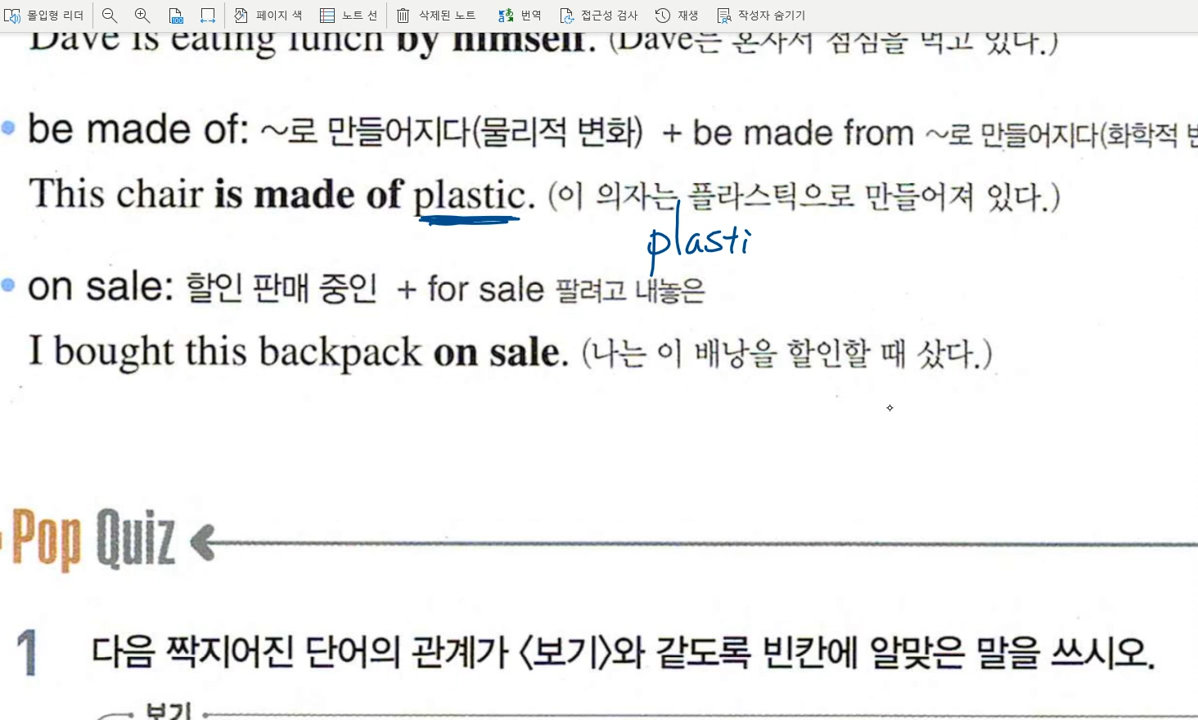 몰입형 리더 페이지 색 노트 선 삭제된 노트 번역 접근성 검사 재생 작성자 숨기기
Dave is eating lunch by himself. (Dave는 혼자서 점심을 먹고 있다.)
• be made of: ～로 만들어지다(물리적 변화) + be made from ～로 만들어지다(화학적
This chair is made of plastic. (이 의자는 플라스틱으로 만들어져 있다.)
plasti
• on sale: 할인 판매 중인 + for sale 팔려고 내놓은
I bought this backpack on sale. (나는 이 배낭을 할인할 때 샀다.)
Pop Quiz
1 다음 짝지어진 단어의 관계가 〈보기〉와 같도록 빈칸에 알맞은 말을 쓰시오.
보기